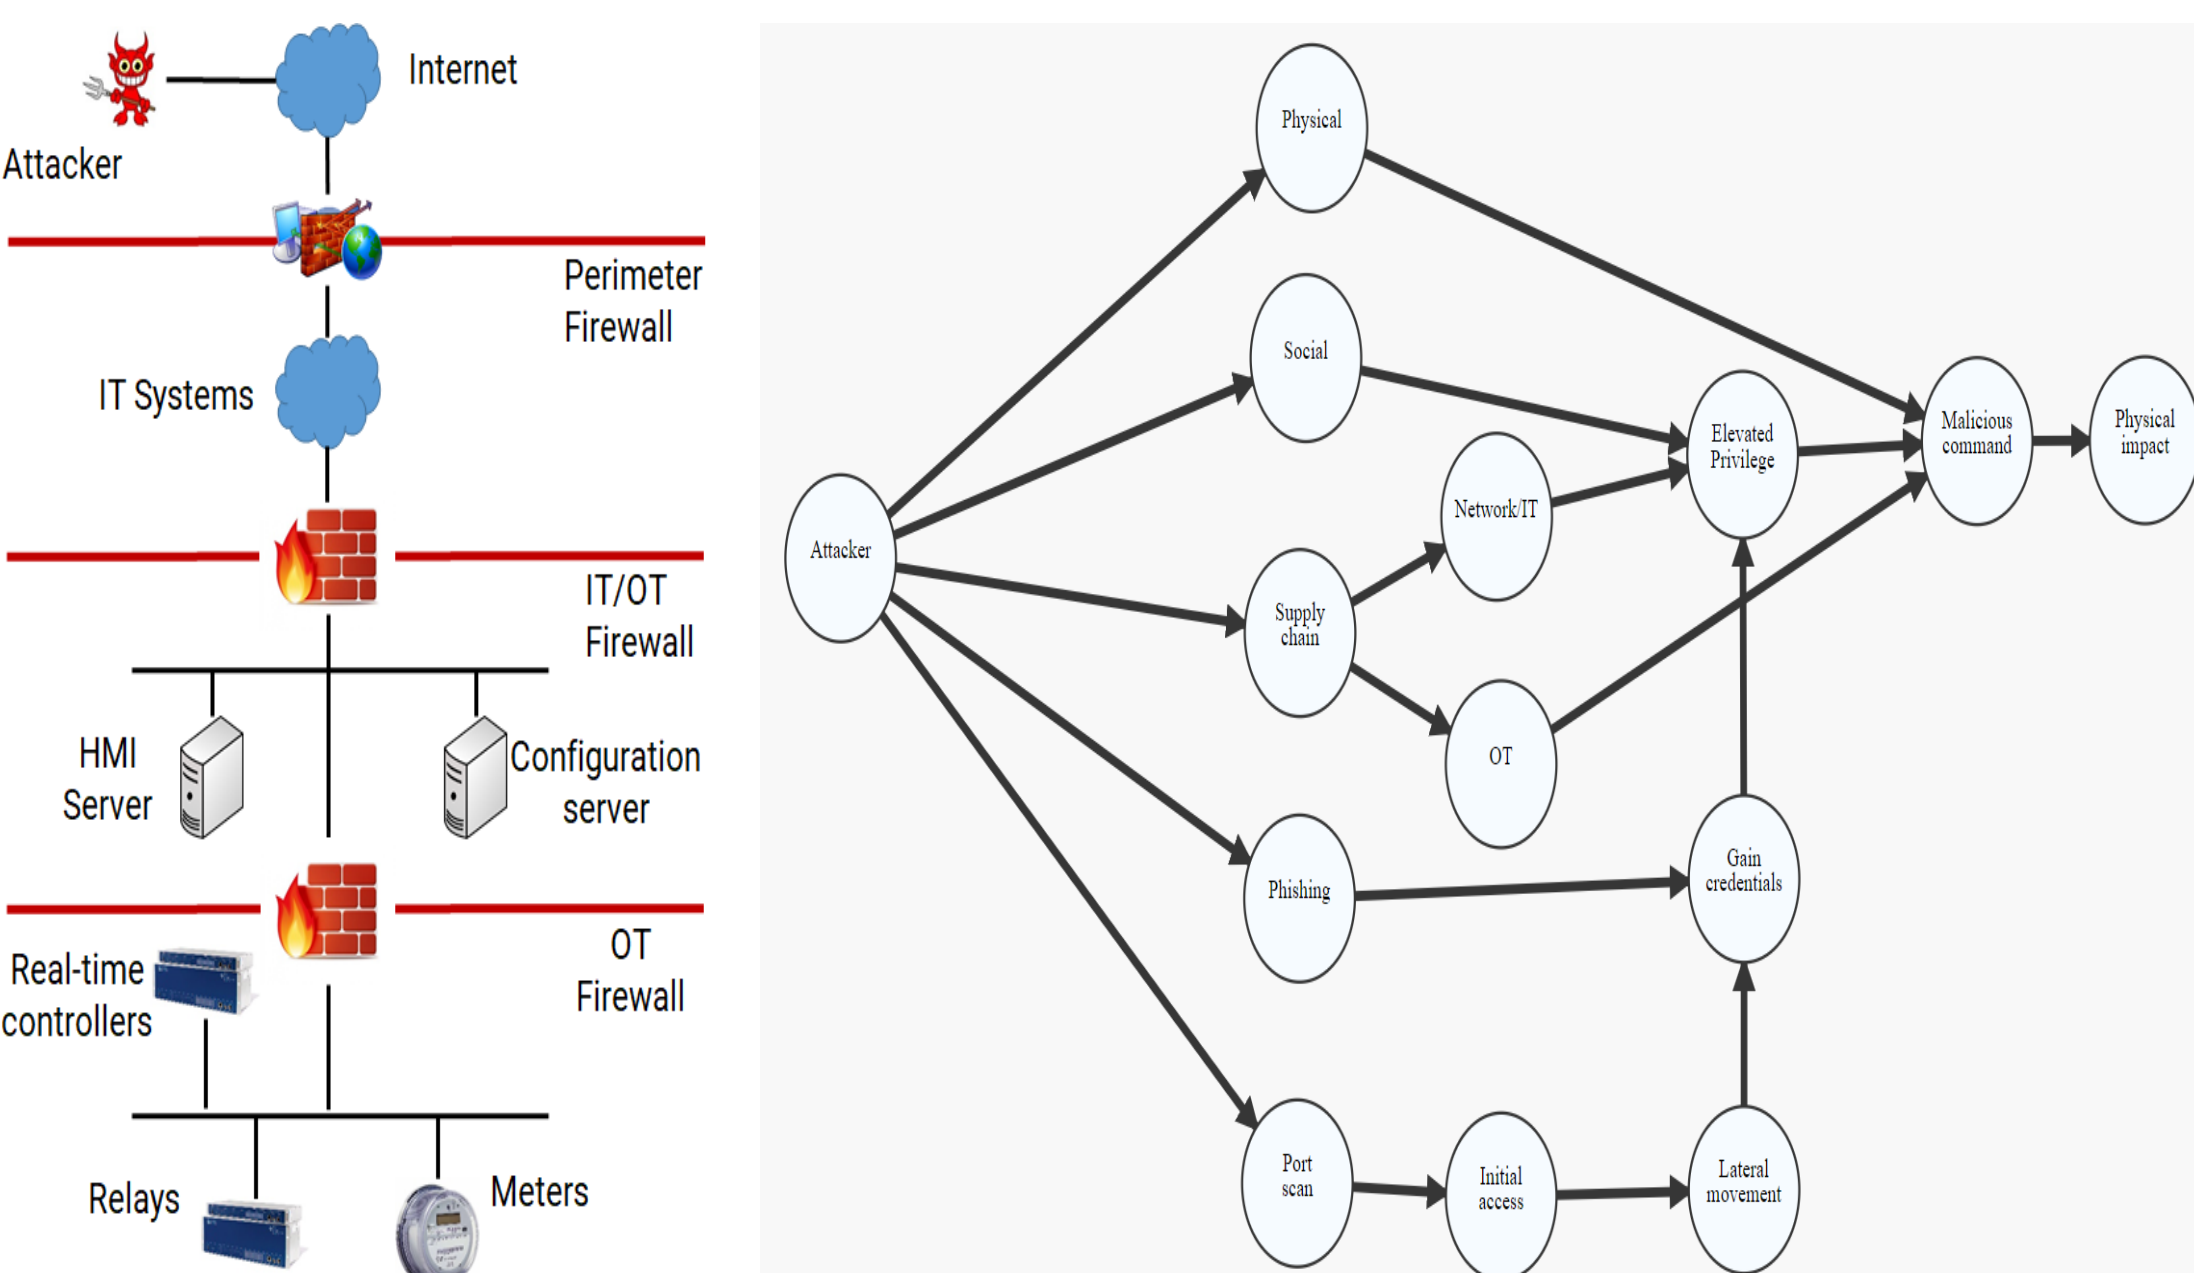 Internet
Attacker
Perimeter
Firewall
IT Systems
IT/OT
Firewall
HMI
Server
Configuration
server
OT
Firewall
Real-time
controllers
Relays
Meters
Physical
Social
Elevated
Privilege
Malicious
command
Physical
impact
Network/IT
Attacker
Supply
chain
OT
Phishing
Gain
credentials
Port
scan
Initial
access
Lateral
movement